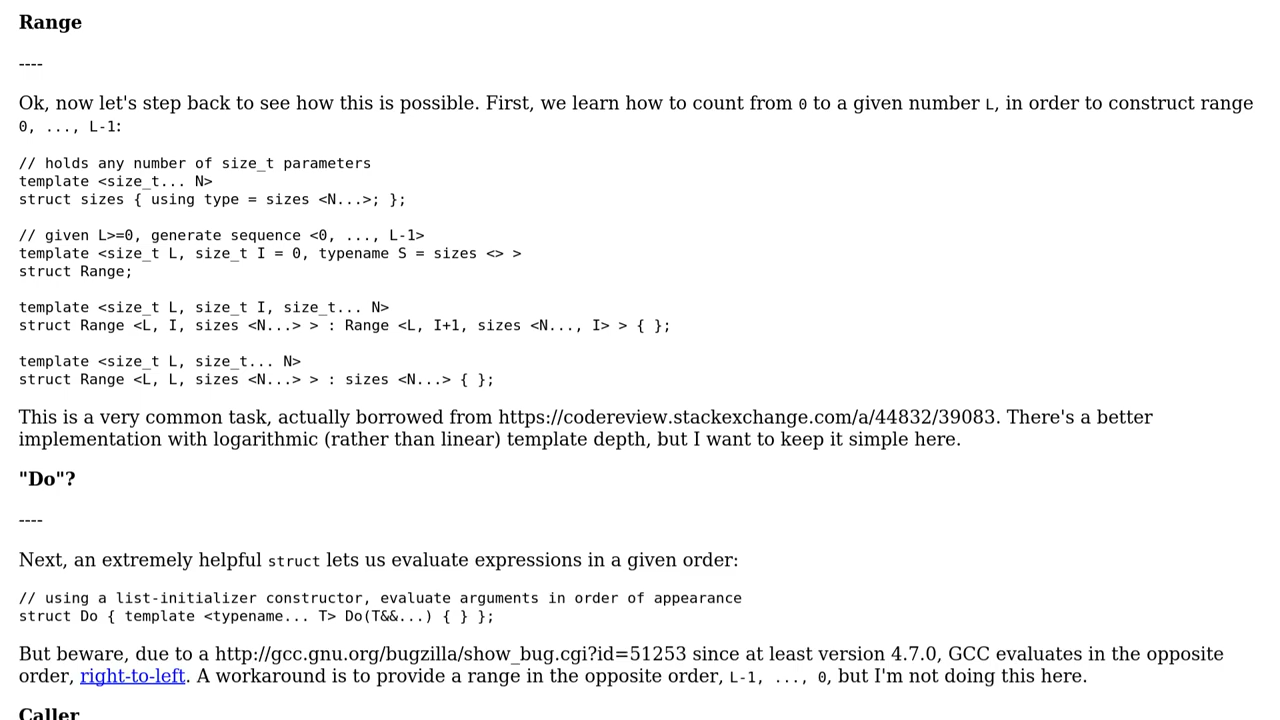 Range
----
Ok, now let's step back to see how this is possible. First, we learn how to count from 0 to a given number L, in order to construct range
0, ..., L-1:
// holds any number of size_t parameters
template <size_t... N>
struct sizes { using type = sizes <N...>; };
// given L>=0, generate sequence <0, ..., L-1>
template <size_t L, size_t I = 0, typename S = sizes <> >
struct Range;
template <size_t L, size_t I, size_t... N>
struct Range <L, I, sizes <N...> > : Range <L, I+1, sizes <N..., I> > { };
template <size_t L, size_t... N>
struct Range <L, L, sizes <N...> > : sizes <N...> { };
This is a very common task, actually borrowed from https://codereview.stackexchange.com/a/44832/39083. There's a better
implementation with logarithmic (rather than linear) template depth, but I want to keep it simple here.
"Do"?
----
Next, an extremely helpful struct lets us evaluate expressions in a given order:
// using a list-initializer constructor, evaluate arguments in order of appearance
struct Do { template <typename... T> Do(T&&...) { } };
But beware, due to a http://gcc.gnu.org/bugzilla/show_bug.cgi?id=51253 since at least version 4.7.0, GCC evaluates in the opposite
order, right-to-left. A workaround is to provide a range in the opposite order, L-1, ..., 0, but I'm not doing this here.
Caller